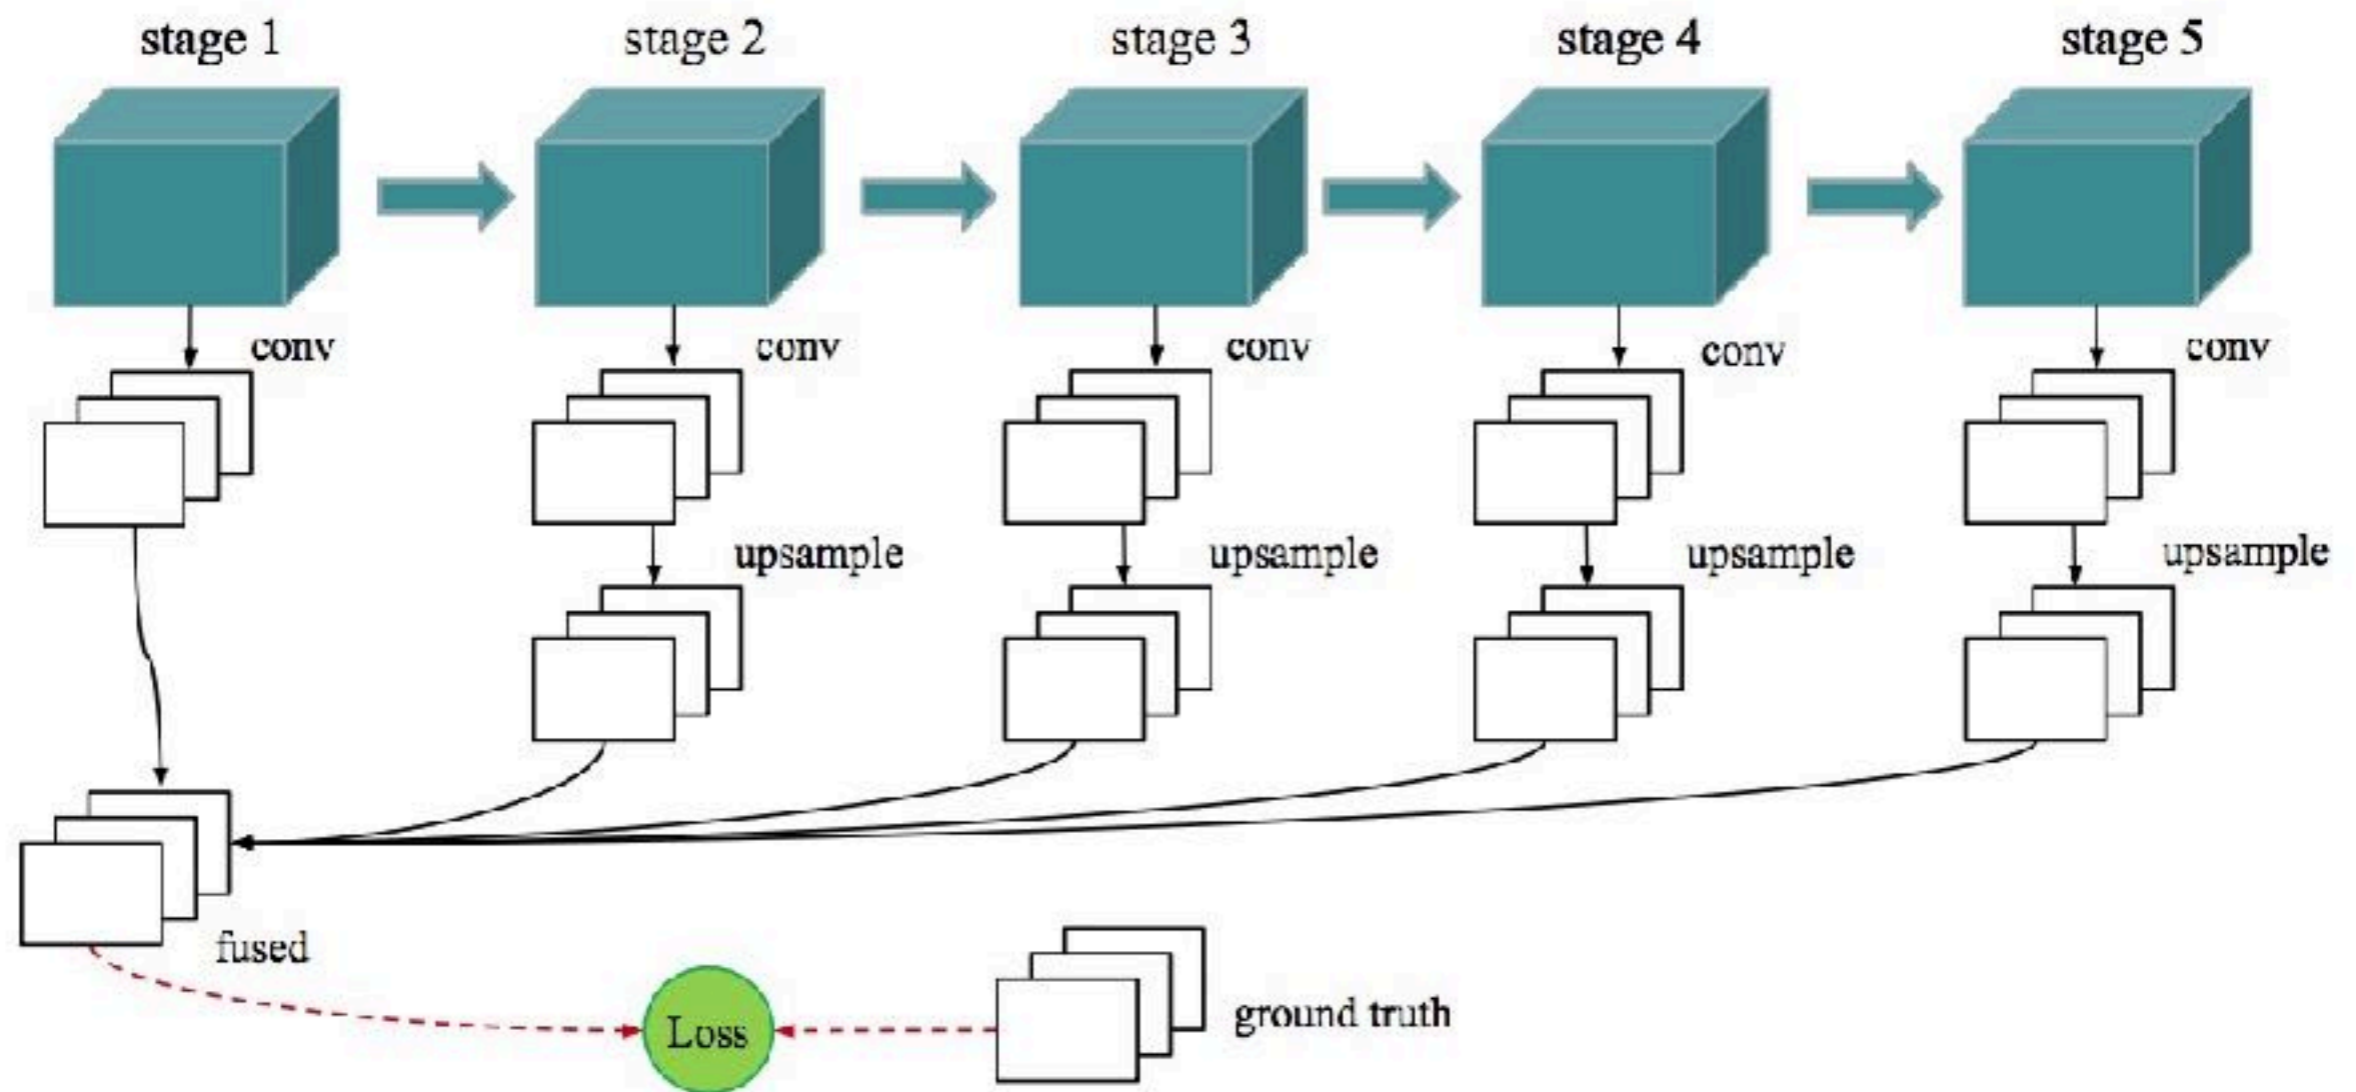 stage 1
stage 2
stage 3
stage 4
stage 5
conv
conv
conv
conv
conv
upsample
upsample
upsample
upsample
fused
Loss
ground truth